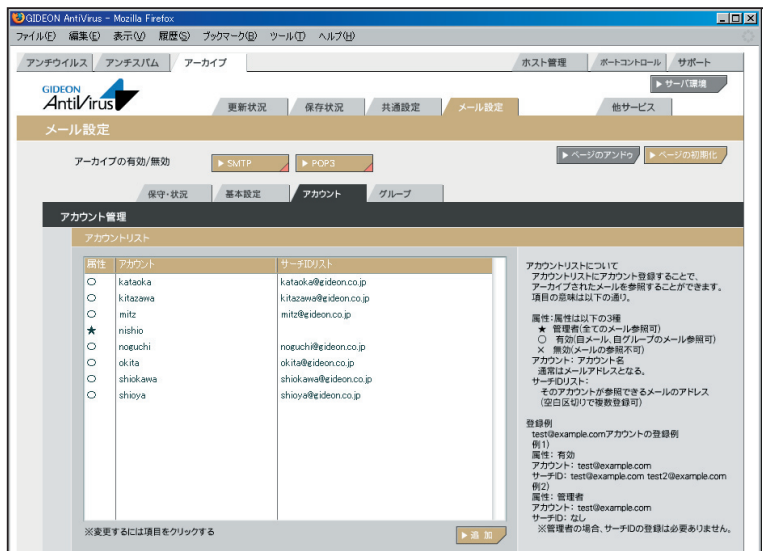 GIDEON AntiVirus - Mozilla Firefox
ファイル(F) 編集(E) 表示(V) 履歴(S) ブックマーク(B) ツール(T) ヘルプ(H)
アンチウイルス アンチスパム アーカイブ ホスト管理 ポートコントロール サポート
GIDEON
AntiVirus
サーバ環境
更新状況 保存状況 共通設定 メール設定 他サービス
メール設定
アーカイブの有効/無効 SMTP POP3 ページのアンドゥ ページの初期化
保守・状況 基本設定 アカウント グループ
アカウント管理
アカウントリスト
属性 アカウント サーチIDリスト
○ kataoka kataoka@gideon.co.jp
○ kitazawa kitazawa@gideon.co.jp
○ mitz mitz@gideon.co.jp
★ nishio
○ noguchi noguchi@gideon.co.jp
○ okita okita@gideon.co.jp
○ shiokawa shiokawa@gideon.co.jp
○ shioya shioya@gideon.co.jp
※変更するには項目をクリックする
追 加
アカウントリストについて
アカウントリストにアカウント登録することで、
アーカイブされたメールを参照することができます。
項目の意味は以下の通り。
属性:属性は以下の3種
★ 管理者(全てのメール参照可)
○ 有効(自メール、自グループのメール参照可)
× 無効(メールの参照不可)
アカウント: アカウント名
通常はメールアドレスとなる。
サーチIDリスト:
そのアカウントが参照できるメールのアドレス
(空白区切りで複数登録可)
登録例
test@example.comアカウントの登録例
例1)
属性: 有効
アカウント: test@example.com
サーチID: test@example.com test2@example.com
例2)
属性: 管理者
アカウント: test@example.com
サーチID: なし
※管理者の場合、サーチIDの登録は必要ありません。